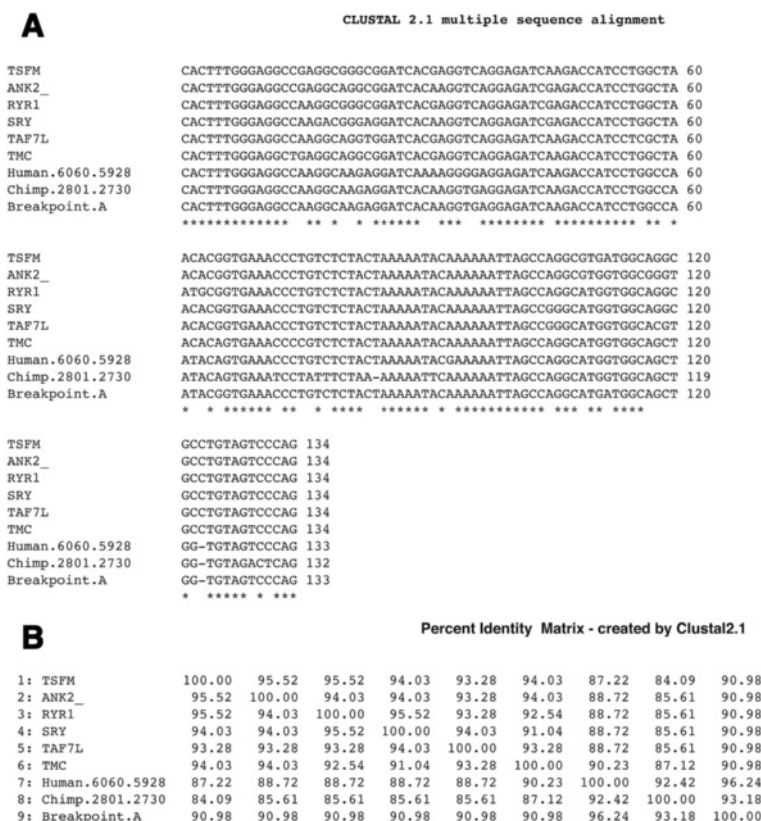 A
CLUSTAL 2.1 multiple sequence alignment
TSFM CACTTTGGGAGGCCGAGGCGGGCGGATCACGAGGTCAGGAGATCAAGACCATCCTGGCTA 60
ANK2_ CACTTTGGGAGGCCGAGGCAGGCGGATCACAAGGTCAGGAGATCGAGACCATCCTGGCTA 60
RYR1 CACTTTGGGAGGCCAAGGCGGGCGGATCACGAGGTCAGGAGATCGAGACCATCCTGGCTA 60
SRY CACTTTGGGAGGCCAAGACGGGAGGATCACAAGGTCAGGAGATCAAGACCATCCTGGCTA 60
TAF7L CACTTTGGGAGGCCAAGGCAGGTGGATCACGAGGTCAGGAGATCAAGACCATCCTCGCTA 60
TMC CACTTTGGGAGGCTGAGGCAGGCGGATCACGAGGTCAGGAGATCAAGACCATCCTGGCTA 60
Human.6060.5928 CACTTTGGGAGGCCAAGGCAAGAGGATCAAAAGGGGAGGAGATCAAGACCATCCTGGCCA 60
Chimp.2801.2730 CACTTTGGGAGGCCAAGGCAAGAGGATCACAAGGTGAGGAGATCAAGACCATCCTGGCCA 60
Breakpoint.A CACTTTGGGAGGCCAAGGCAAGAGGATCACAAGGTGAGGAGATCAAGACCATCCTGGCCA 60
************* ** * * ****** *** ******** ********** ** *
TSFM ACACGGTGAAACCCTGTCTCTACTAAAAATACAAAAAATTAGCCAGGCGTGATGGCAGGC 120
ANK2_ ACACGGTGAAACCCTGTCTCTACTAAAAATACAAAAAATTAGCCAGGCGTGGTGGCGGGT 120
RYR1 ATGCGGTGAAACCCTGTCTCTACTAAAAATACAAAAAATTAGCCAGGCATGGTGGCAGGC 120
SRY ACACGGTGAAACCCTGTCTCTACTAAAAATACAAAAAATTAGCCGGGCATGGTGGCAGGC 120
TAF7L ACACGGTGAAACCCTGTCTCTACTAAAAATACAAAAAATTAGCCGGGCATGGTGGCACGT 120
TMC ACACAGTGAAACCCCGTCTCTACTAAAAATACAAAAAATTAGCCAGGCATGGTGGCAGCT 120
Human.6060.5928 ATACAGTGAAACCCTGTCTCTACTAAAAATACGAAAAATTAGCCAGGCATGGTGGCAGCT 120
Chimp.2801.2730 ATACAGTGAAATCCTATTTCTAA-AAAAATTCAAAAAATTAGCCAGGCATGGTGGCAGCT 119
Breakpoint.A ATACGGTGAAACCCTGTCTCTACTAAAAATACAAAAAATTAGCCAGGCATGATGGCAGCT 120
* * ****** ** * **** ****** * *********** *** ** ****
TSFM GCCTGTAGTCCCAG 134
ANK2_ GCCTGTAGTCCCAG 134
RYR1 GCCTGTAGTCCCAG 134
SRY GCCTGTAGTCCCAG 134
TAF7L GCCTGTAGTCCCAG 134
TMC GCCTGTAGTCCCAG 134
Human.6060.5928 GG-TGTAGTCCCAG 133
Chimp.2801.2730 GG-TGTAGACTCAG 132
Breakpoint.A GG-TGTAGTCCCAG 133
* ***** * ***
B
Percent Identity Matrix - created by Clustal2.1
1: TSFM 100.00 95.52 95.52 94.03 93.28 94.03 87.22 84.09 90.98
2: ANK2_ 95.52 100.00 94.03 94.03 93.28 94.03 88.72 85.61 90.98
3: RYR1 95.52 94.03 100.00 95.52 93.28 92.54 88.72 85.61 90.98
4: SRY 94.03 94.03 95.52 100.00 94.03 91.04 88.72 85.61 90.98
5: TAF7L 93.28 93.28 93.28 94.03 100.00 93.28 88.72 85.61 90.98
6: TMC 94.03 94.03 92.54 91.04 93.28 100.00 90.23 87.12 90.98
7: Human.6060.5928 87.22 88.72 88.72 88.72 88.72 90.23 100.00 92.42 96.24
8: Chimp.2801.2730 84.09 85.61 85.61 85.61 85.61 87.12 92.42 100.00 93.18
9: Breakpoint.A 90.98 90.98 90.98 90.98 90.98 90.98 96.24 93.18 100.00